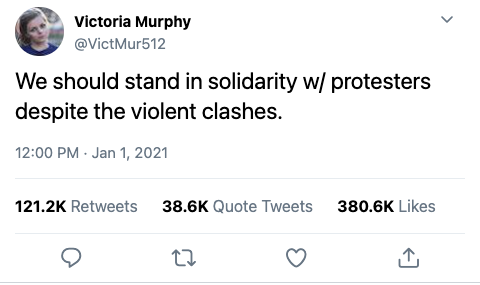 Victoria Murphy
@VictMur512
We should stand in solidarity w/ protesters
despite the violent clashes.
12:00 PM · Jan 1, 2021
121.2K Retweets 38.6K Quote Tweets 380.6K Likes